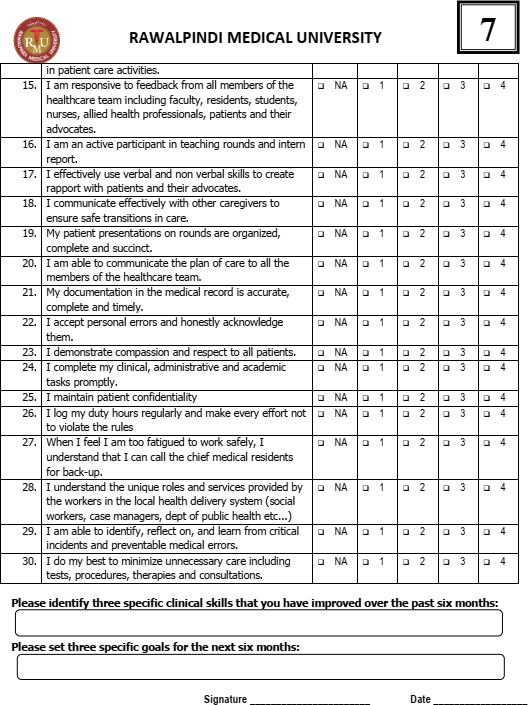 RAWALPINDI MEDICAL UNIVERSITY
7
in patient care activities.
15. I am responsive to feedback from all members of the ❑ NA ❑ 1 ❑ 2 ❑ 3 ❑ 4
healthcare team including faculty, residents, students,
nurses, allied health professionals, patients and their
advocates.
16. I am an active participant in teaching rounds and intern ❑ NA ❑ 1 ❑ 2 ❑ 3 ❑ 4
report.
17. I effectively use verbal and non verbal skills to create ❑ NA ❑ 1 ❑ 2 ❑ 3 ❑ 4
rapport with patients and their advocates.
18. I communicate effectively with other caregivers to ❑ NA ❑ 1 ❑ 2 ❑ 3 ❑ 4
ensure safe transitions in care.
19. My patient presentations on rounds are organized, ❑ NA ❑ 1 ❑ 2 ❑ 3 ❑ 4
complete and succinct.
20. I am able to communicate the plan of care to all the ❑ NA ❑ 1 ❑ 2 ❑ 3 ❑ 4
members of the healthcare team.
21. My documentation in the medical record is accurate, ❑ NA ❑ 1 ❑ 2 ❑ 3 ❑ 4
complete and timely.
22. I accept personal errors and honestly acknowledge ❑ NA ❑ 1 ❑ 2 ❑ 3 ❑ 4
them.
23. I demonstrate compassion and respect to all patients. ❑ NA ❑ 1 ❑ 2 ❑ 3 ❑ 4
24. I complete my clinical, administrative and academic ❑ NA ❑ 1 ❑ 2 ❑ 3 ❑ 4
tasks promptly.
25. I maintain patient confidentiality ❑ NA ❑ 1 ❑ 2 ❑ 3 ❑ 4
26. I log my duty hours regularly and make every effort not ❑ NA ❑ 1 ❑ 2 ❑ 3 ❑ 4
to violate the rules
27. When I feel I am too fatigued to work safely, I ❑ NA ❑ 1 ❑ 2 ❑ 3 ❑ 4
understand that I can call the chief medical residents
for back-up.
28. I understand the unique roles and services provided by ❑ NA ❑ 1 ❑ 2 ❑ 3 ❑ 4
the workers in the local health delivery system (social
workers, case managers, dept of public health etc...)
29. I am able to identify, reflect on, and learn from critical ❑ NA ❑ 1 ❑ 2 ❑ 3 ❑ 4
incidents and preventable medical errors.
30. I do my best to minimize unnecessary care including ❑ NA ❑ 1 ❑ 2 ❑ 3 ❑ 4
tests, procedures, therapies and consultations.
Please identify three specific clinical skills that you have improved over the past six months:
Please set three specific goals for the next six months:
Signature ______________________ Date __________________